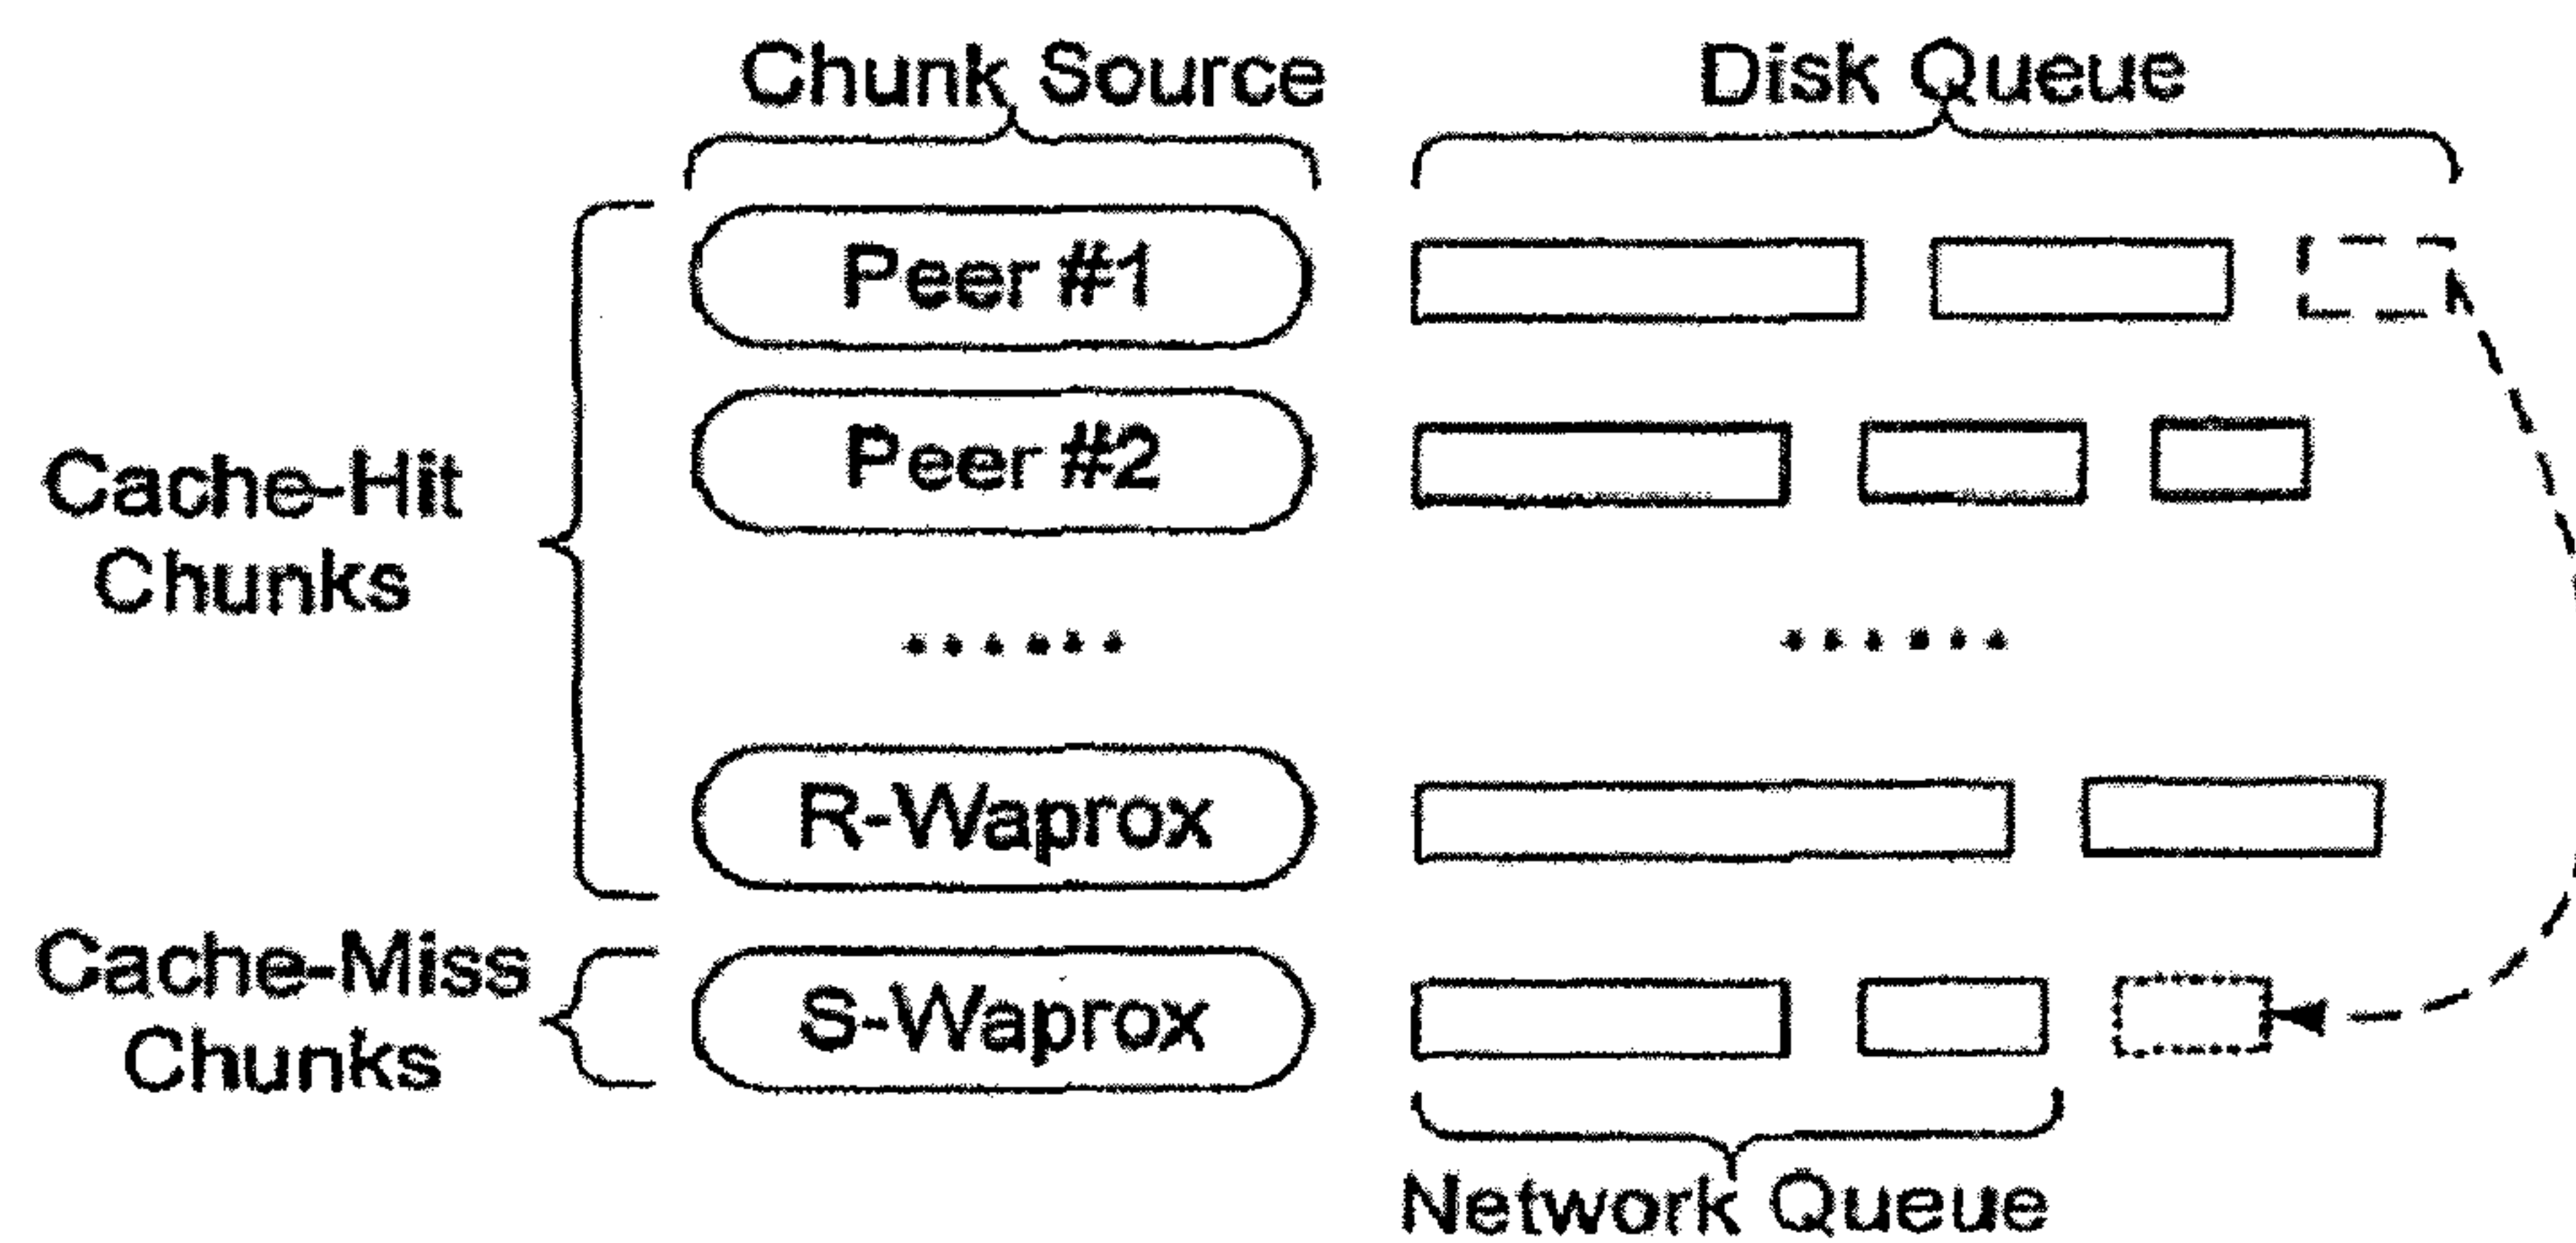 Chunk Source
Disk Queue
Peer #1
Peer #2
Cache-Hit
Chunks
......
......
R-Waprox
Cache-Miss
Chunks
S-Waprox
Network Queue